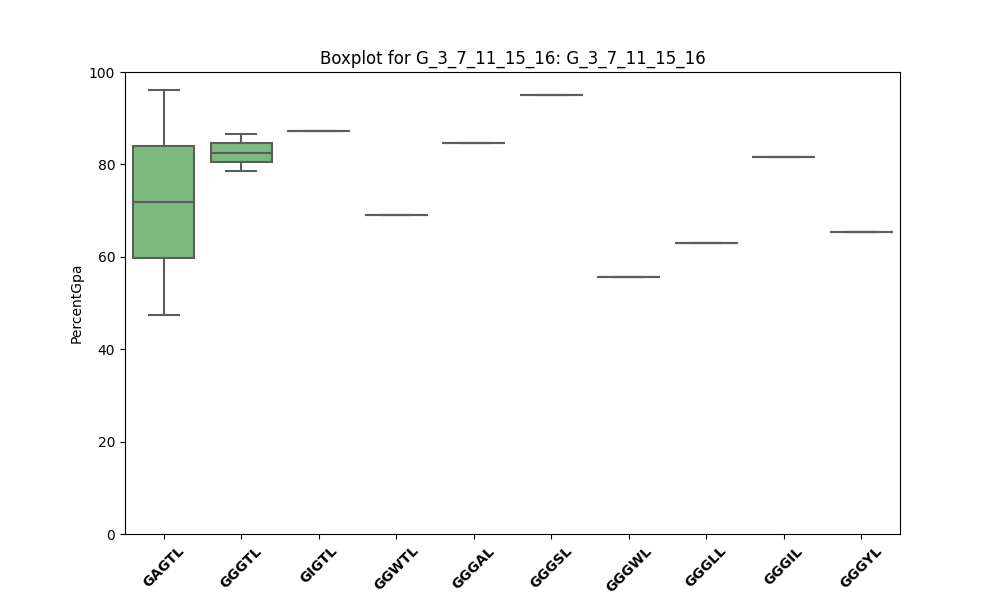 Boxplot for G_3_7_11_15_16: G_3_7_11_15_16
100
80
60
40
20
0
PercentGpa
GAGTL
GGGTL
GIGTL
GGWTL
GGGAL
GGGSL
GGGWL
GGGLL
GGGIL
GGGYL